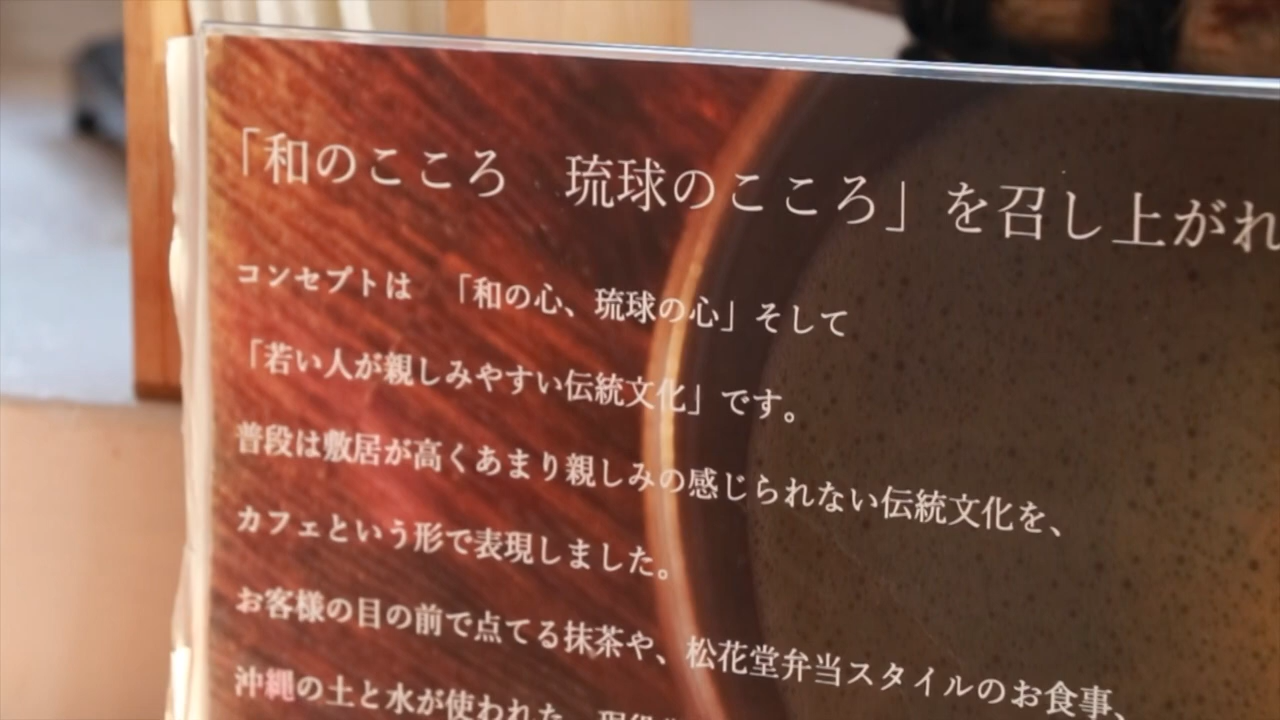 「和のこころ　琉球のこころ」を召し上がれ
コンセプトは　「和の心、琉球の心」そして
「若い人が親しみやすい伝統文化」です。
普段は敷居が高くあまり親しみの感じられない伝統文化を、
カフェという形で表現しました。
お客様の目の前で点てる抹茶や、松花堂弁当スタイルのお食事、
沖縄の土と水が使われた